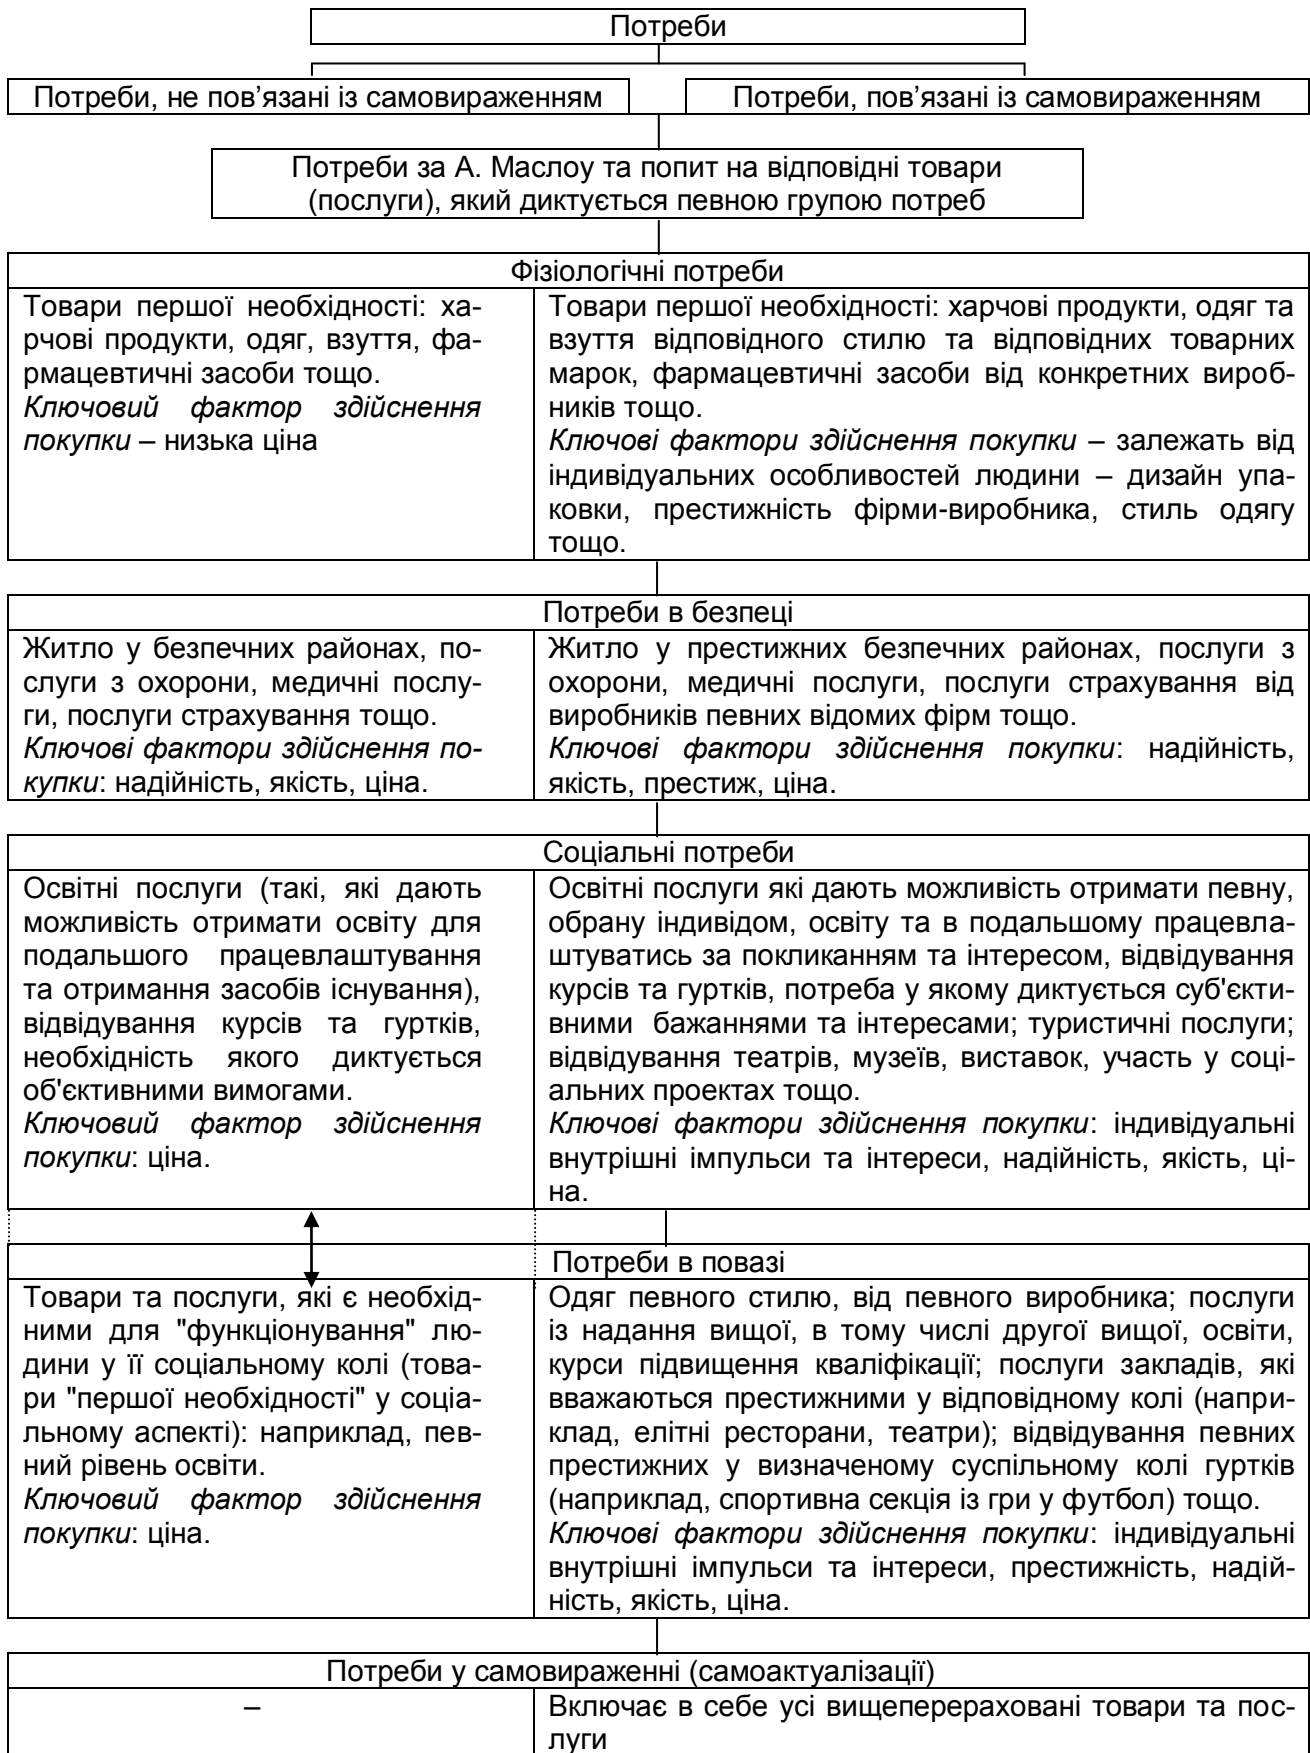 Потреби
Потреби, не пов’язані із самовираженням
Потреби, пов’язані із самовираженням
Потреби за А. Маслоу та попит на відповідні товари
(послуги), який диктується певною групою потреб
Фізіологічні потреби
Товари першої необхідності: ха-
рчові продукти, одяг, взуття, фа-
рмацевтичні засоби тощо.
Ключовий фактор здійснення
покупки – низька ціна
Товари першої необхідності: харчові продукти, одяг та
взуття відповідного стилю та відповідних товарних
марок, фармацевтичні засоби від конкретних вироб-
ників тощо.
Ключові фактори здійснення покупки – залежать від
індивідуальних особливостей людини – дизайн упа-
ковки, престижність фірми-виробника, стиль одягу
тощо.
Потреби в безпеці
Житло у безпечних районах, по-
слуги з охорони, медичні послу-
ги, послуги страхування тощо.
Ключові фактори здійснення по-
купки: надійність, якість, ціна.
Житло у престижних безпечних районах, послуги з
охорони, медичні послуги, послуги страхування від
виробників певних відомих фірм тощо.
Ключові фактори здійснення покупки: надійність,
якість, престиж, ціна.
Соціальні потреби
Освітні послуги (такі, які дають
можливість отримати освіту для
подальшого працевлаштування
та отримання засобів існування),
відвідування курсів та гуртків,
необхідність якого диктується
об'єктивними вимогами.
Ключовий фактор здійснення
покупки: ціна.
Освітні послуги які дають можливість отримати певну,
обрану індивідом, освіту та в подальшому працевла-
штуватись за покликанням та інтересом, відвідування
курсів та гуртків, потреба у якому диктується суб'єкти-
вними бажаннями та інтересами; туристичні послуги;
відвідування театрів, музеїв, виставок, участь у соці-
альних проектах тощо.
Ключові фактори здійснення покупки: індивідуальні
внутрішні імпульси та інтереси, надійність, якість, ці-
на.
Потреби в повазі
Товари та послуги, які є необхід-
ними для "функціонування" лю-
дини у її соціальному колі (това-
ри "першої необхідності" у соціа-
льному аспекті): наприклад, пев-
ний рівень освіти.
Ключовий фактор здійснення
покупки: ціна.
Одяг певного стилю, від певного виробника; послуги
із надання вищої, в тому числі другої вищої, освіти,
курси підвищення кваліфікації; послуги закладів, які
вважаються престижними у відповідному колі (напри-
клад, елітні ресторани, театри); відвідування певних
престижних у визначеному суспільному колі гуртків
(наприклад, спортивна секція із гри у футбол) тощо.
Ключові фактори здійснення покупки: індивідуальні
внутрішні імпульси та інтереси, престижність, надій-
ність, якість, ціна.
Потреби у самовираженні (самоактуалізації)
–
Включає в себе усі вищеперераховані товари та пос-
луги